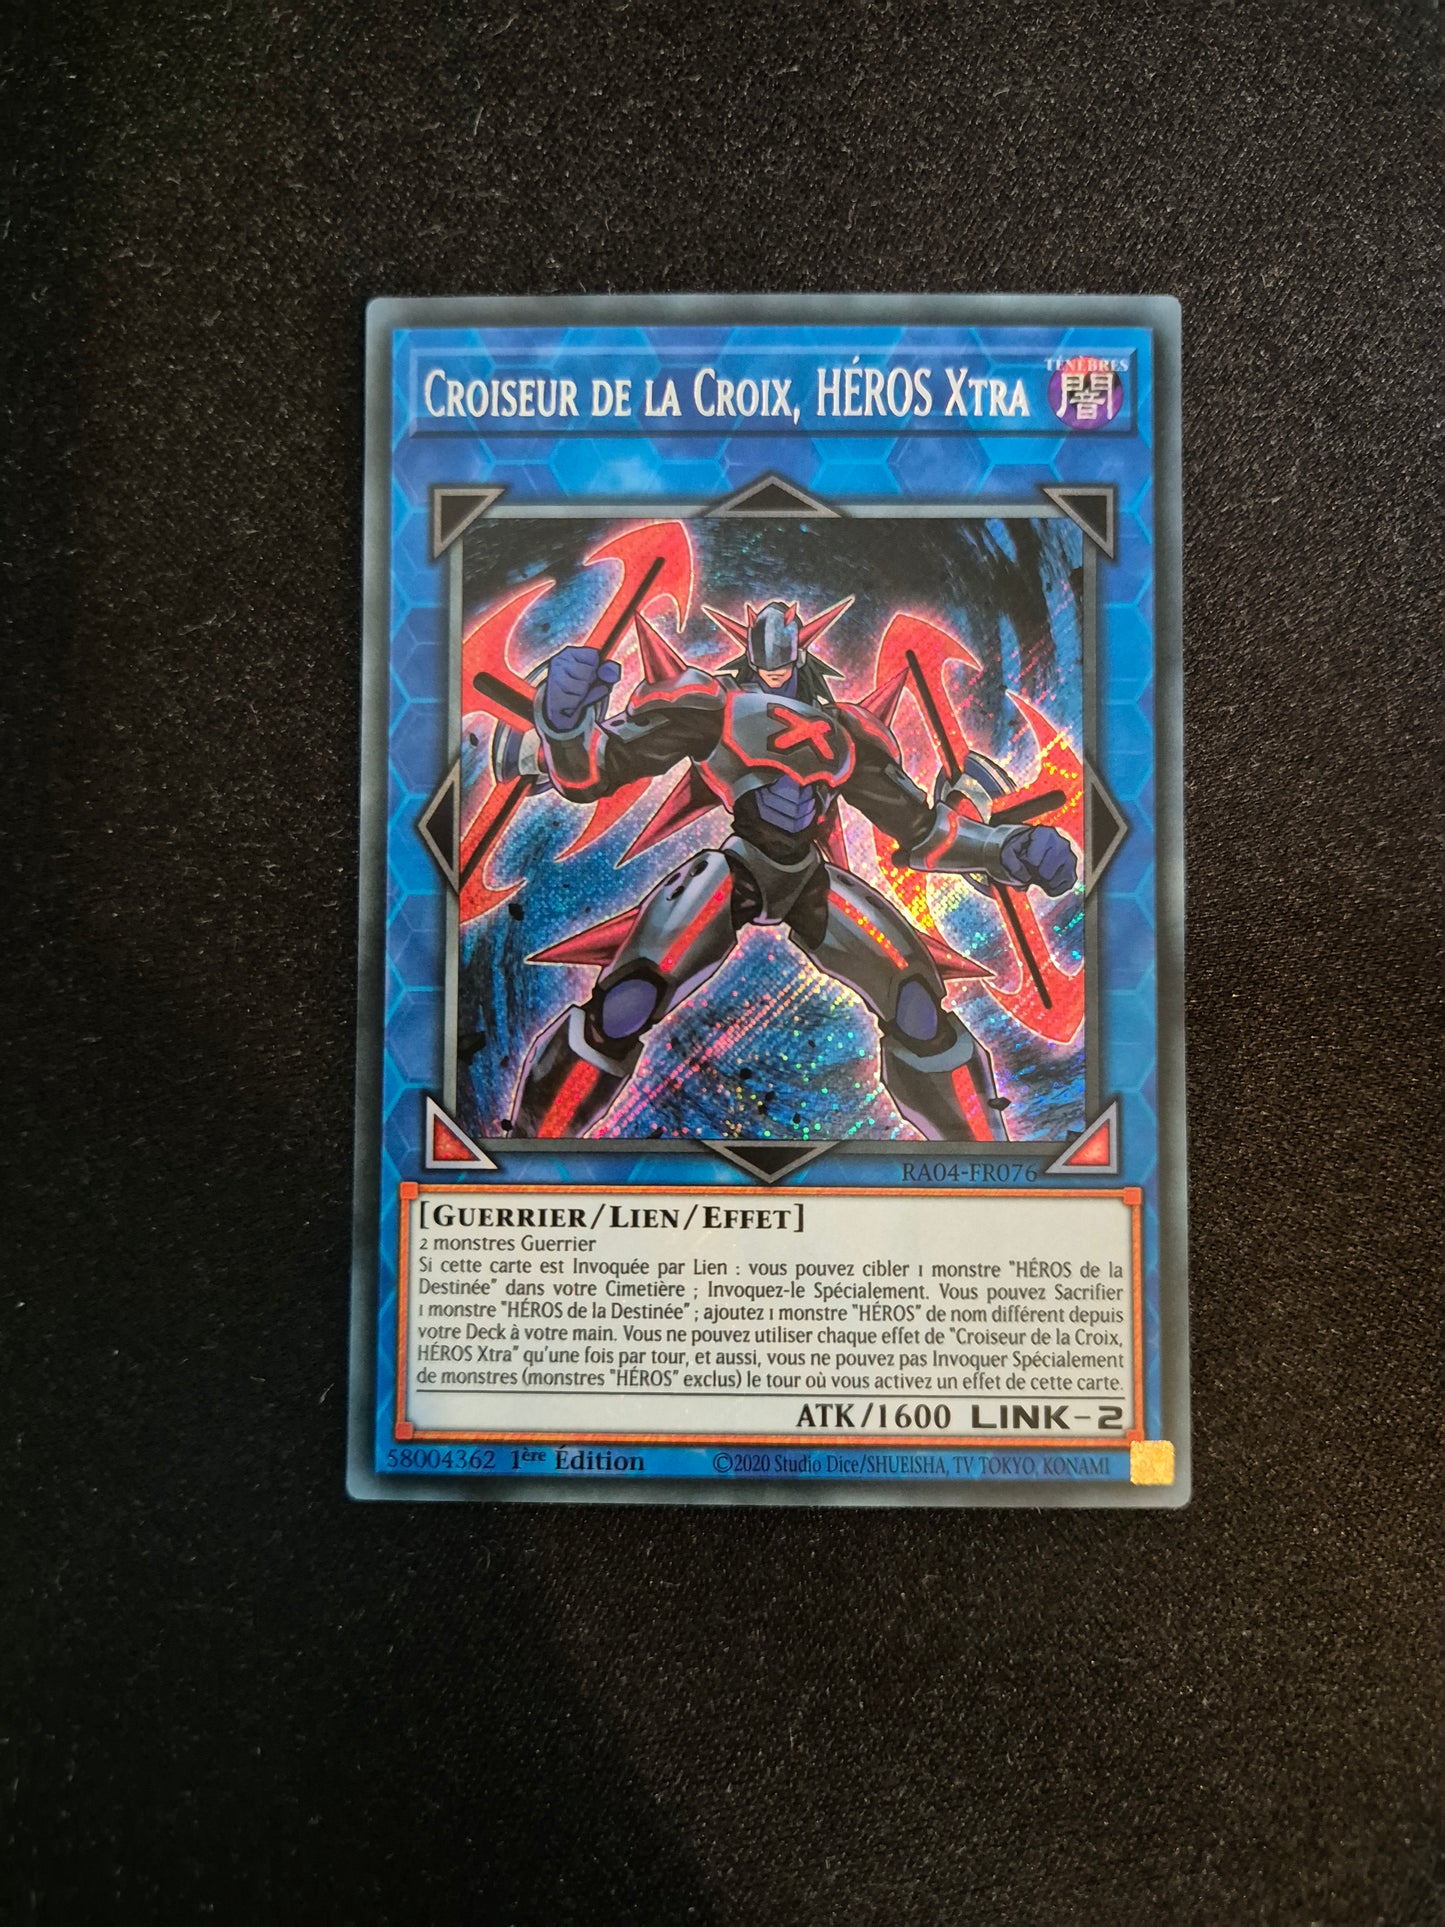 Croiseur de la Croix, HÉROS Xtra
TÉNÈBRES
闇
X
RA04-FR076
[Guerrier/Lien/Effet]
2 monstres Guerrier
Si cette carte est Invoquée par Lien : vous pouvez cibler 1 monstre "HÉROS de la
Destinée" dans votre Cimetière ; Invoquez-le Spécialement. Vous pouvez Sacrifier
1 monstre "HÉROS de la Destinée" ; ajoutez 1 monstre "HÉROS" de nom différent depuis
votre Deck à votre main. Vous ne pouvez utiliser chaque effet de "Croiseur de la Croix,
HÉROS Xtra" qu'une fois par tour, et aussi, vous ne pouvez pas Invoquer Spécialement
de monstres (monstres "HÉROS" exclus) le tour où vous activez un effet de cette carte.
ATK/1600 LINK-2
58004362 1ère Édition ©2020 Studio Dice/SHUEISHA, TV TOKYO, KONAMI